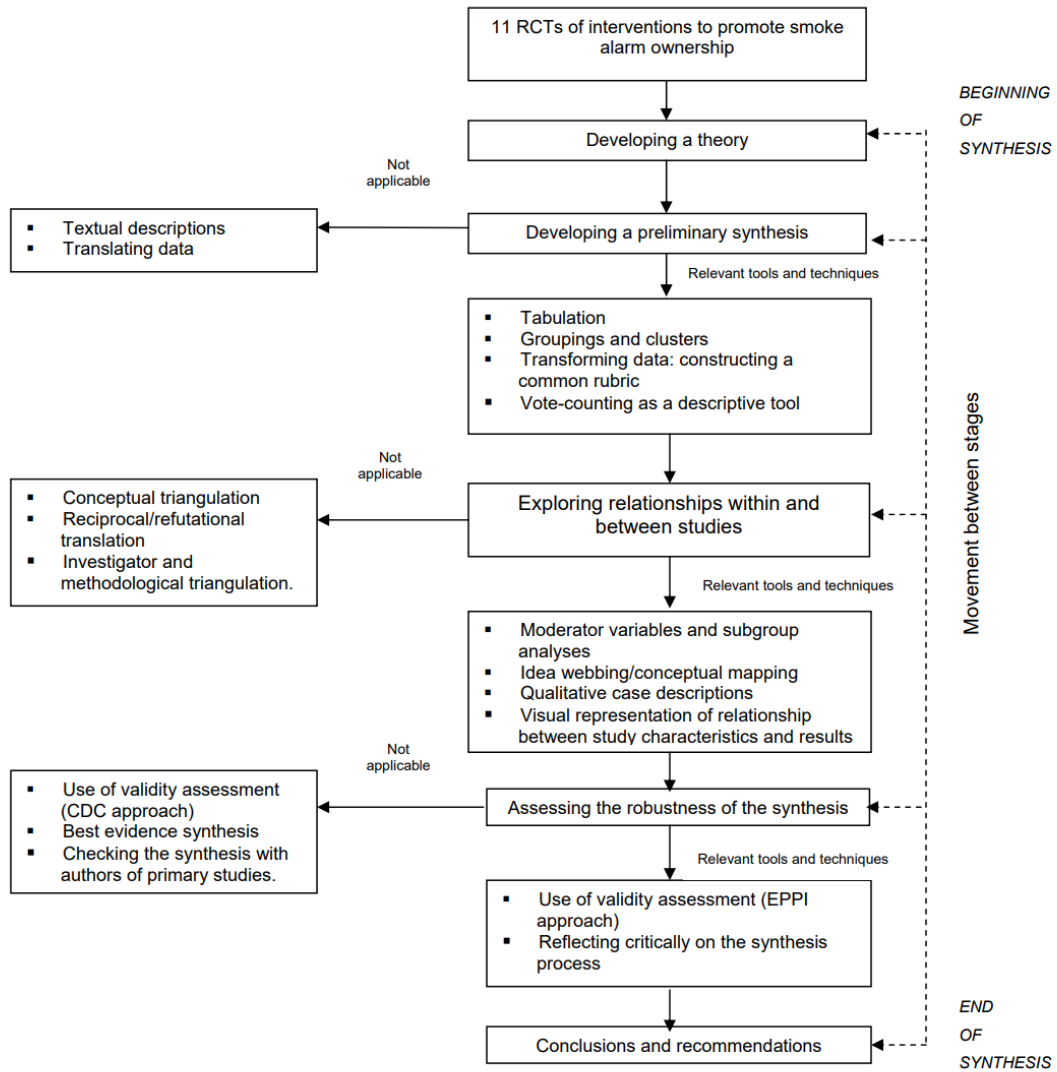 11 RCTs of interventions to promote smoke
alarm ownership
BEGINNING
OF
SYNTHESIS
Developing a theory
Not
applicable
▪ Textual descriptions
▪ Translating data
Developing a preliminary synthesis
Relevant tools and techniques
▪ Tabulation
▪ Groupings and clusters
▪ Transforming data: constructing a
common rubric
▪ Vote-counting as a descriptive tool
Not
applicable
▪ Conceptual triangulation
▪ Reciprocal/refutational
translation
▪ Investigator and
methodological triangulation.
Exploring relationships within and
between studies
Movement between stages
Relevant tools and techniques
▪ Moderator variables and subgroup
analyses
▪ Idea webbing/conceptual mapping
▪ Qualitative case descriptions
▪ Visual representation of relationship
between study characteristics and results
Not
applicable
▪ Use of validity assessment
(CDC approach)
▪ Best evidence synthesis
▪ Checking the synthesis with
authors of primary studies.
Assessing the robustness of the synthesis
Relevant tools and techniques
▪ Use of validity assessment (EPPI
approach)
▪ Reflecting critically on the synthesis
process
Conclusions and recommendations
END
OF
SYNTHESIS